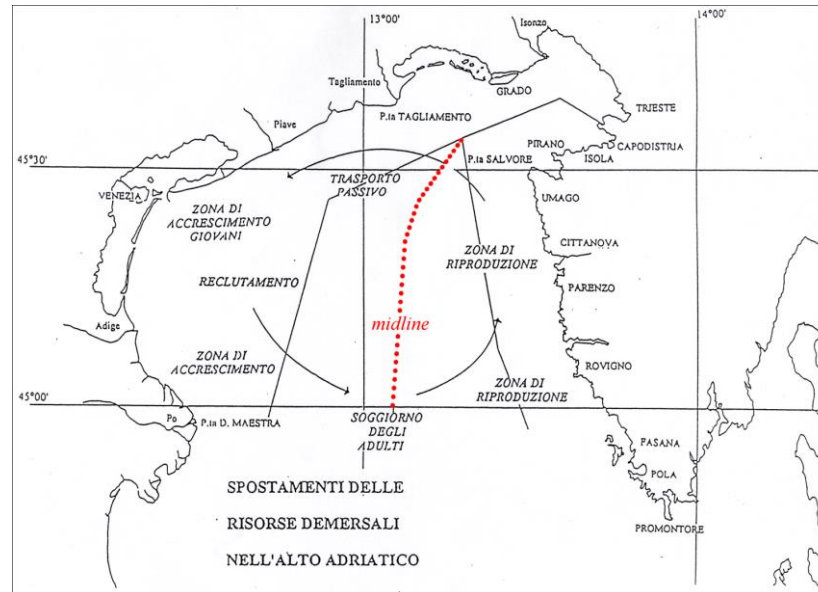 13°00'
14°00'
Isonzo
Tagliamento
GRADO
P.ta TAGLIAMENTO
TRIESTE
Piave
CAPODISTRIA
PIRANO
ISOLA
45°30'
P.ta SALVORE
TRASPORTO
PASSIVO
VENEZIA
UMAGO
ZONA DI
ACCRESCIMENTO
GIOVANI
CITTANOVA
ZONA DI
RIPRODUZIONE
RECLUTAMENTO
PARENZO
midline
Adige
ZONA DI
ACCRESCIMENTO
ROVIGNO
ZONA DI
RIPRODUZIONE
45°00'
Po
P.ta D. MAESTRA
SOGGIORNO
DEGLI
ADULTI
FASANA
POLA
PROMONTORE
SPOSTAMENTI DELLE
RISORSE DEMERSALI
NELL'ALTO ADRIATICO